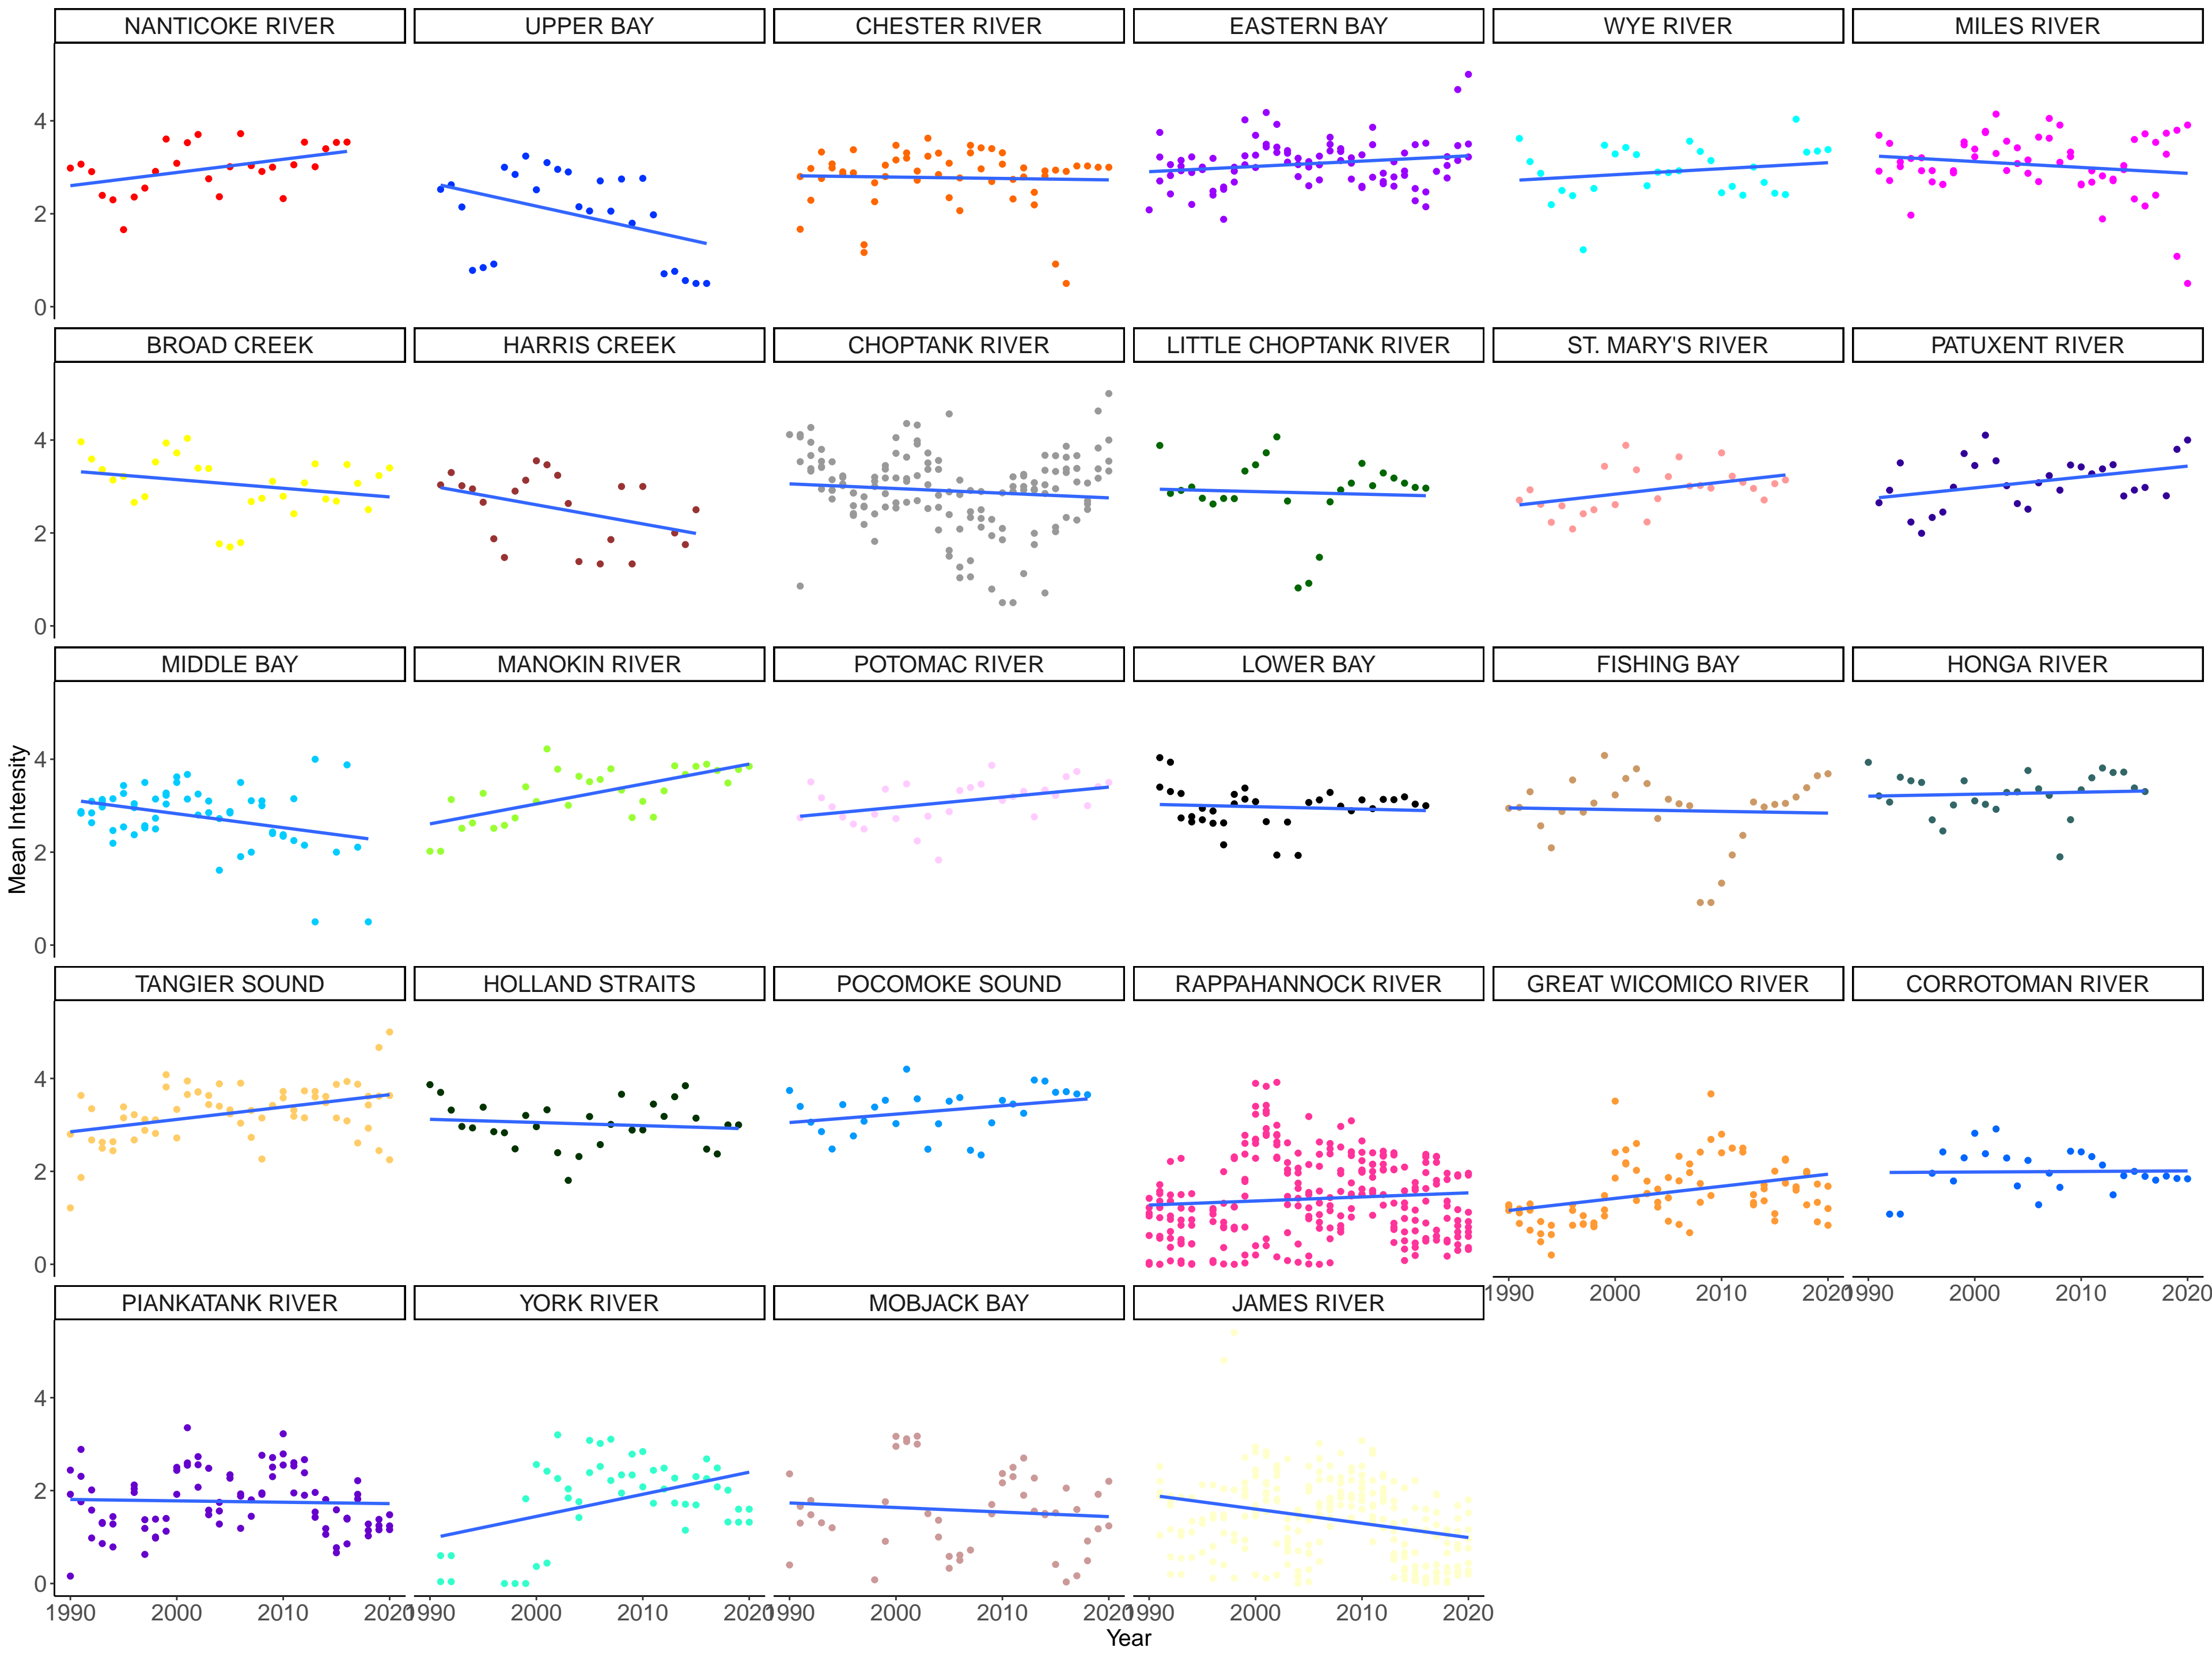 NANTICOKE RIVER UPPER BAY CHESTER RIVER EASTERN BAY WYE RIVER MILES RIVER
4
2
0
BROAD CREEK HARRIS CREEK CHOPTANK RIVER LITTLE CHOPTANK RIVER ST. MARY'S RIVER PATUXENT RIVER
4
2
0
MIDDLE BAY MANOKIN RIVER POTOMAC RIVER LOWER BAY FISHING BAY HONGA RIVER
4
2
0
Mean Intensity
TANGIER SOUND HOLLAND STRAITS POCOMOKE SOUND RAPPAHANNOCK RIVER GREAT WICOMICO RIVER CORROTOMAN RIVER
4
2
0
1990 2000 2010 2020 1990 2000 2010 2020
PIANKATANK RIVER YORK RIVER MOBJACK BAY JAMES RIVER
4
2
0
1990 2000 2010 2020 1990 2000 2010 2020 1990 2000 2010 2020 1990 2000 2010 2020
Year